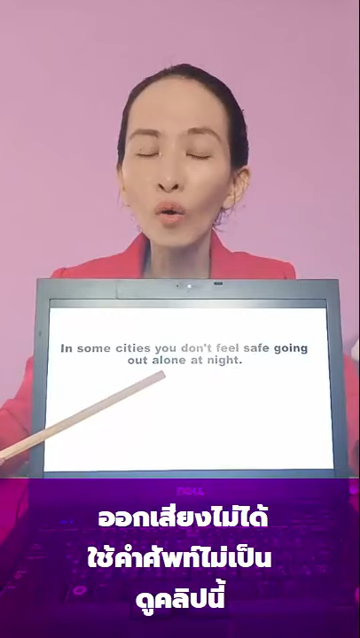 In some cities you don't feel safe going
out alone at night.
DELL
ออกเสียงไม่ได้
ใช้คำศัพท์ไม่เป็น
ดูคลิปนี้